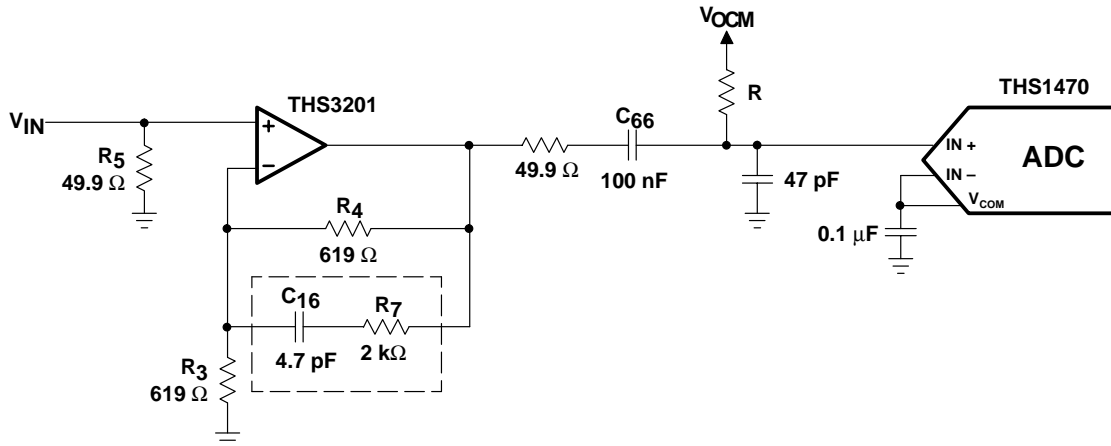 VOCM
THS3201
R
THS1470
VIN
+
−
C66
IN +
ADC
R5
49.9 Ω
49.9 Ω
100 nF
47 pF
IN −
VCOM
R4
619 Ω
0.1 μF
C16
R7
4.7 pF
2 kΩ
R3
619 Ω